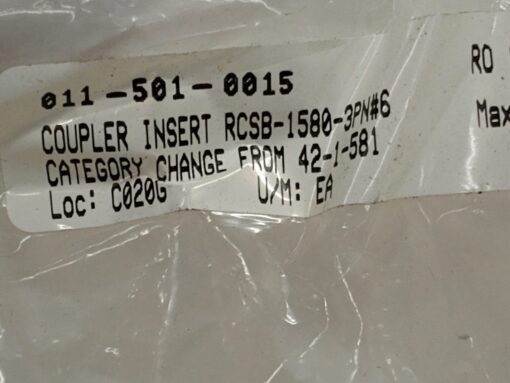 011-501-0015
RO
COUPLER INSERT RCSB-1580-3PN#6
Max
CATEGORY CHANGE FROM 42-1-581
Loc: C020G U/M: EA